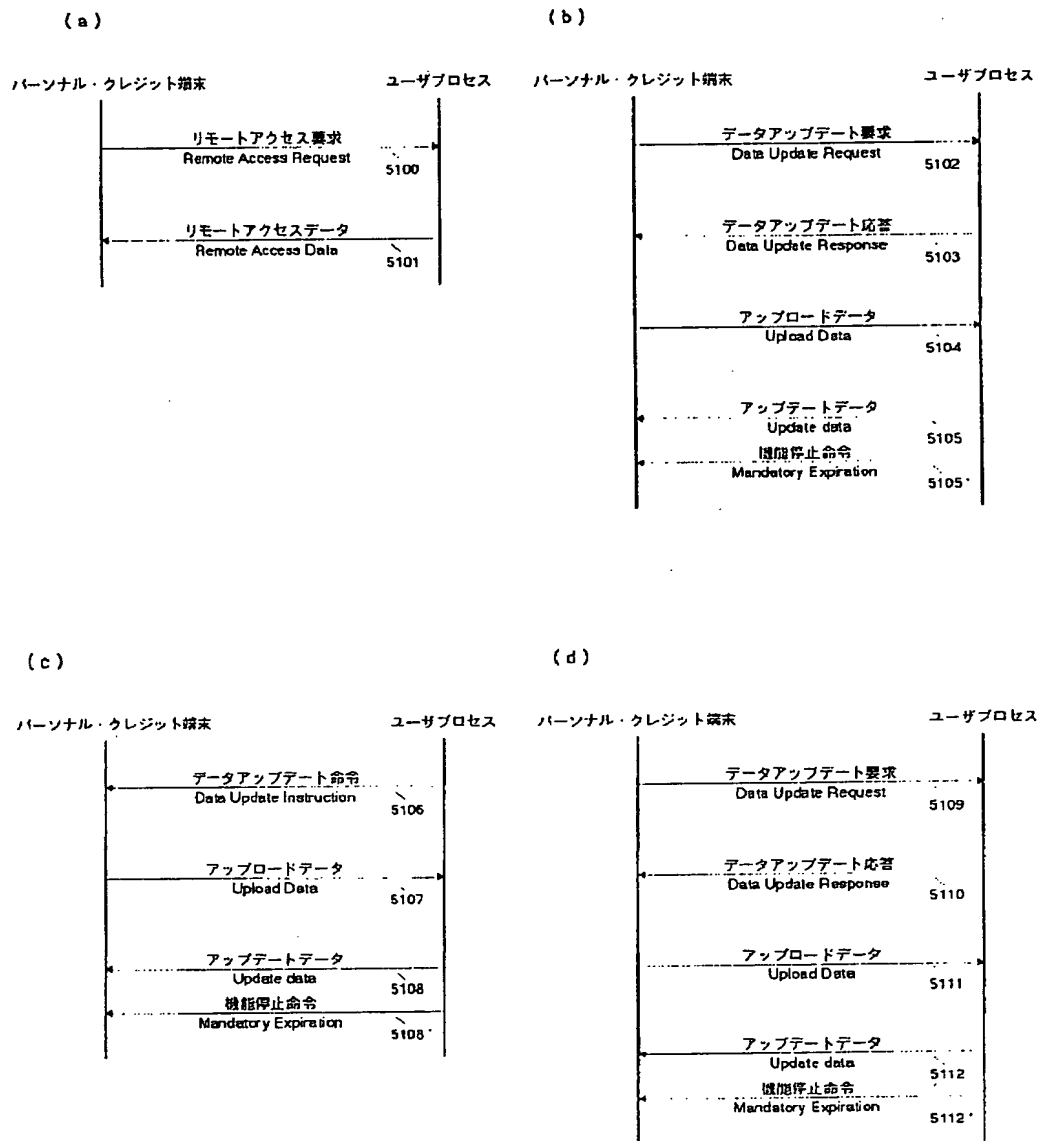 (a)
パーソナル・クレジット端末 ユーザプロセス
リモートアクセス要求
Remote Access Request
5100
リモートアクセスデータ
Remote Access Data
5101
(b)
パーソナル・クレジット端末 ユーザプロセス
データアップデート要求
Data Update Request
5102
データアップデート応答
Data Update Response
5103
アップロードデータ
Upload Data
5104
アップデートデータ
Update data
5105
機能停止命令
Mandatory Expiration
5105'
(c)
パーソナル・クレジット端末 ユーザプロセス
データアップデート命令
Data Update Instruction
5106
アップロードデータ
Upload Data
5107
アップデートデータ
Update data
5108
機能停止命令
Mandatory Expiration
5108'
(d)
パーソナル・クレジット端末 ユーザプロセス
データアップデート要求
Data Update Request
5109
データアップデート応答
Data Update Response
5110
アップロードデータ
Upload Data
5111
アップデートデータ
Update data
5112
機能停止命令
Mandatory Expiration
5112'